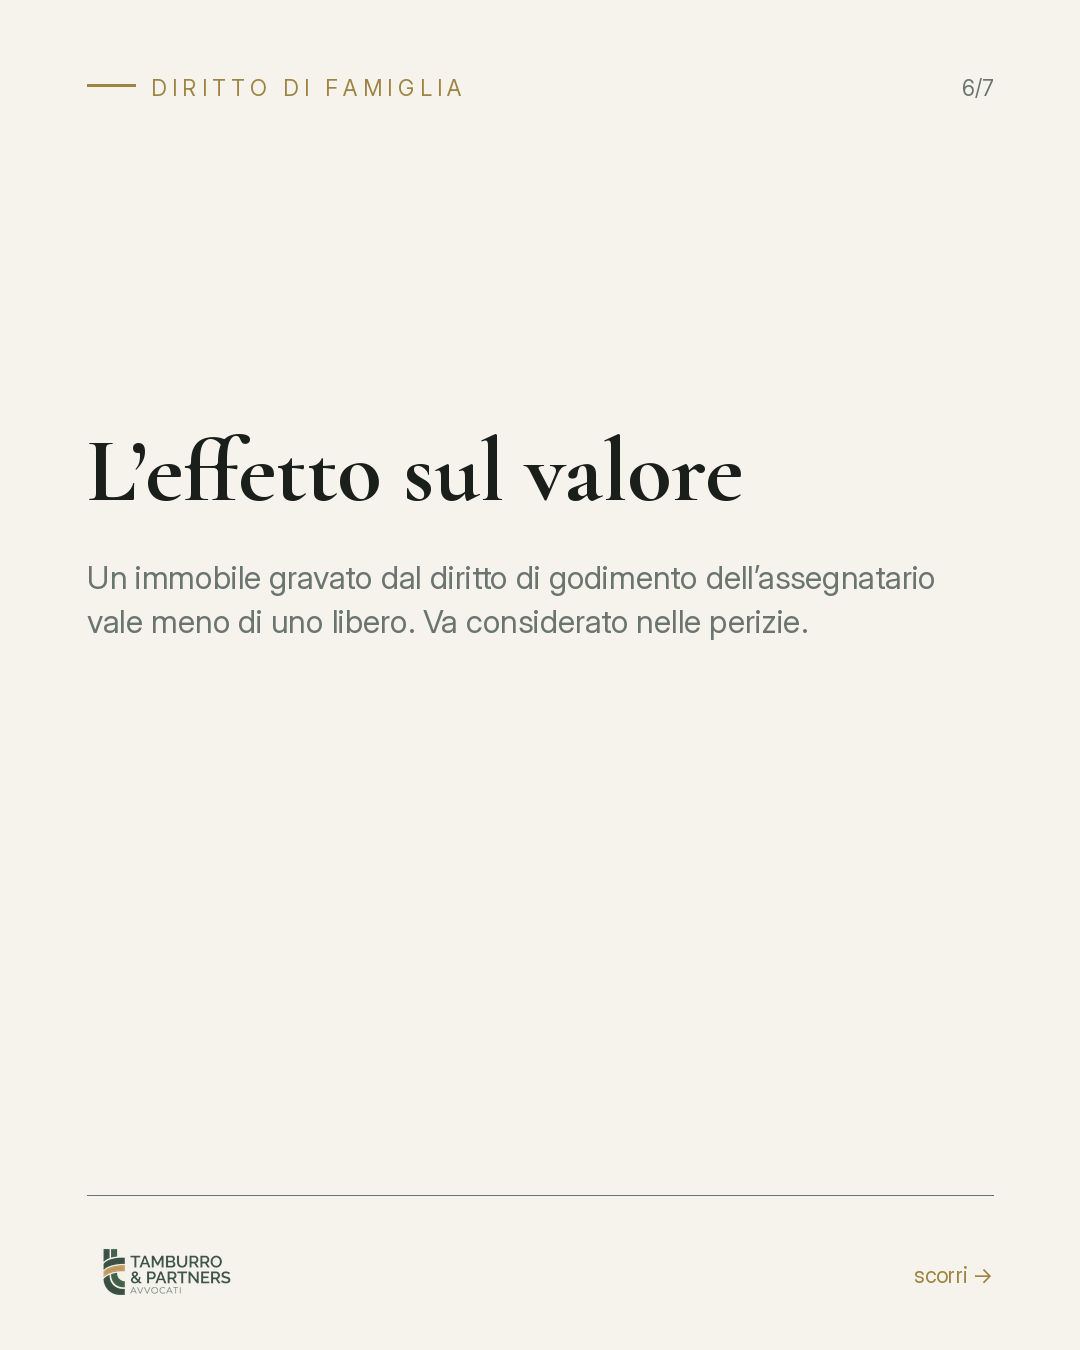 DIRITTO DI FAMIGLIA
6/7
L’effetto sul valore
Un immobile gravato dal diritto di godimento dell’assegnatario
vale meno di uno libero. Va considerato nelle perizie.
TAMBURRO
& PARTNERS
AVVOCATI
scorri →